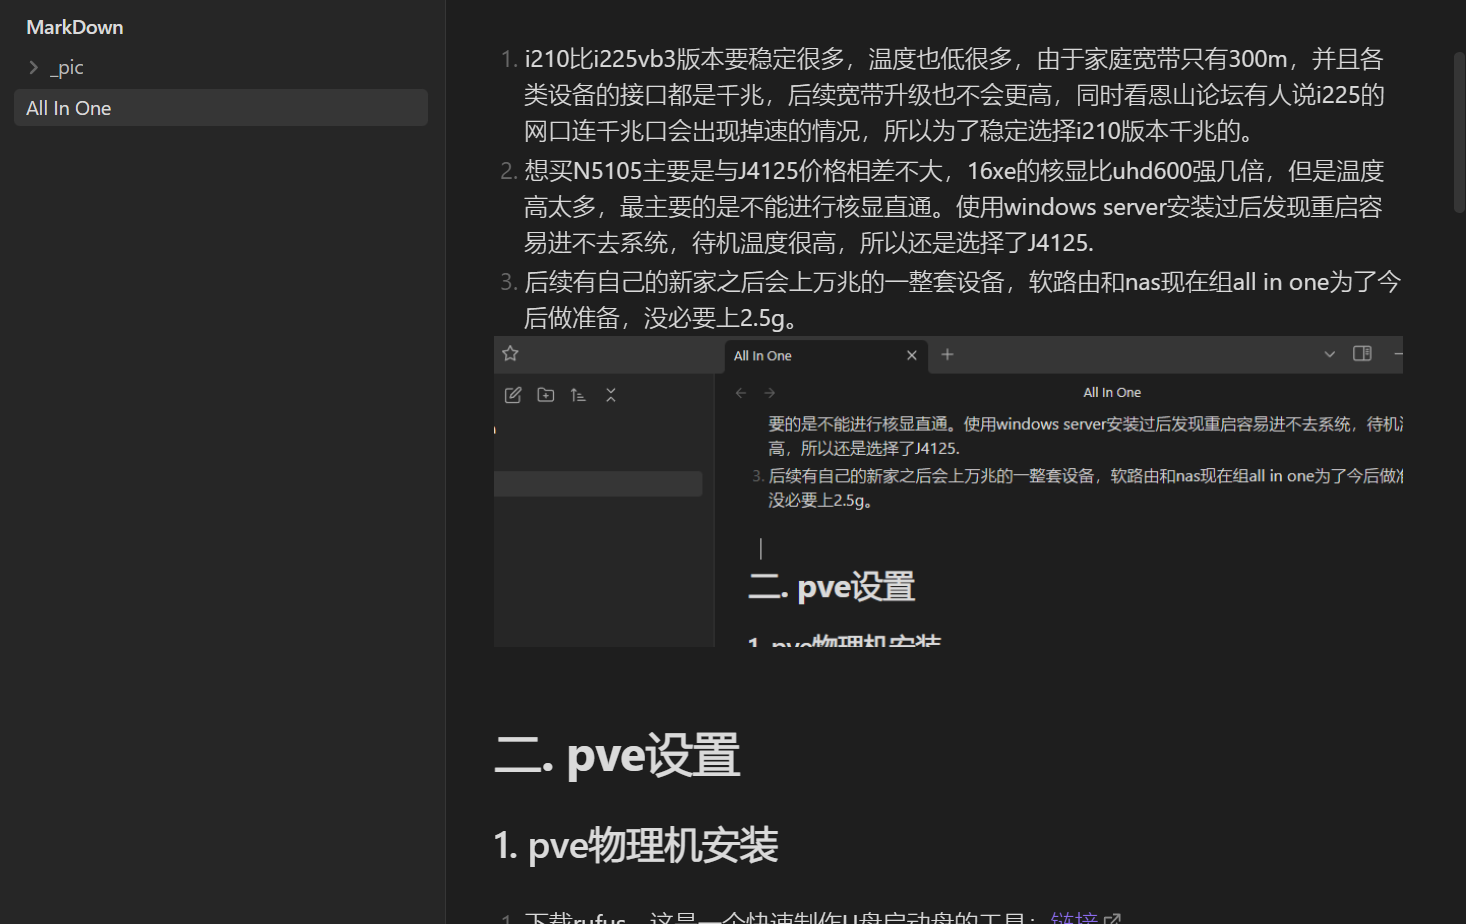 MarkDown
_pic
All In One
1. i210比i225vb3版本要稳定很多，温度也低很多，由于家庭宽带只有300m，并且各
类设备的接口都是千兆，后续宽带升级也不会更高，同时看恩山论坛有人说i225的
网口连千兆口会出现掉速的情况，所以为了稳定选择i210版本千兆的。
2. 想买N5105主要是与J4125价格相差不大，16xe的核显比uhd600强几倍，但是温度
高太多，最主要的是不能进行核显直通。使用windows server安装过后发现重启容
易进不去系统，待机温度很高，所以还是选择了J4125.
3. 后续有自己的新家之后会上万兆的一整套设备，软路由和nas现在组all in one为了今
后做准备，没必要上2.5g。
All In One
All In One
要的是不能进行核显直通。使用windows server安装过后发现重启容易进不去系统，待机
高，所以还是选择了J4125.
3. 后续有自己的新家之后会上万兆的一整套设备，软路由和nas现在组all in one为了今后做准
没必要上2.5g。
二. pve设置
1. pve物理机安装
二. pve设置
1. pve物理机安装
1. 下载rufus，这是一个快速制作U盘启动盘的工具：链接